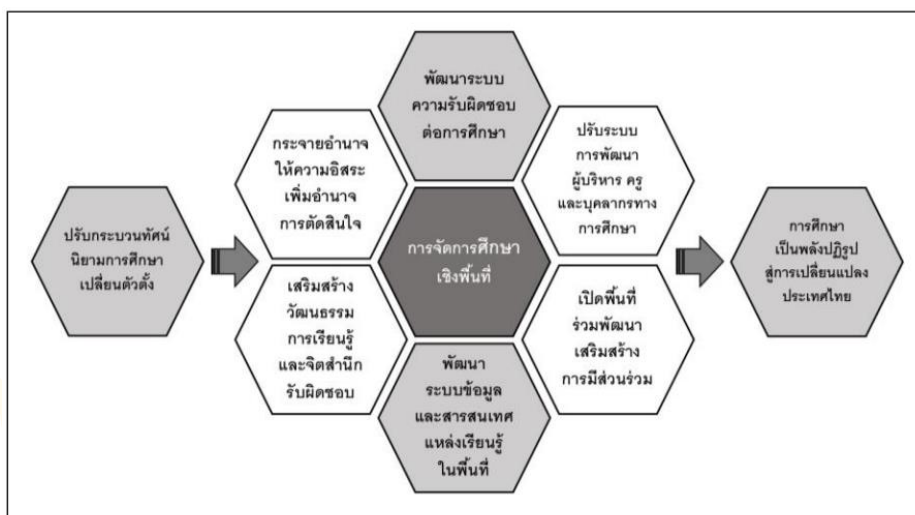 ปรับกระบวนทัศน์
นิยามการศึกษา
เปลี่ยนตัวตั้ง
กระจายอำนาจ
ให้ความอิสระ
เพิ่มอำนาจ
การตัดสินใจ
เสริมสร้าง
วัฒนธรรม
การเรียนรู้
และจิตสำนึก
รับผิดชอบ
พัฒนาระบบ
ความรับผิดชอบ
ต่อการศึกษา
การจัดการศึกษา
เชิงพื้นที่
พัฒนา
ระบบข้อมูล
และสารสนเทศ
แหล่งเรียนรู้
ในพื้นที่
ปรับระบบ
การพัฒนา
ผู้บริหาร ครู
และบุคลากรทาง
การศึกษา
เปิดพื้นที่
ร่วมพัฒนา
เสริมสร้าง
การมีส่วนร่วม
การศึกษา
เป็นพลังปฏิรูป
สู่การเปลี่ยนแปลง
ประเทศไทย